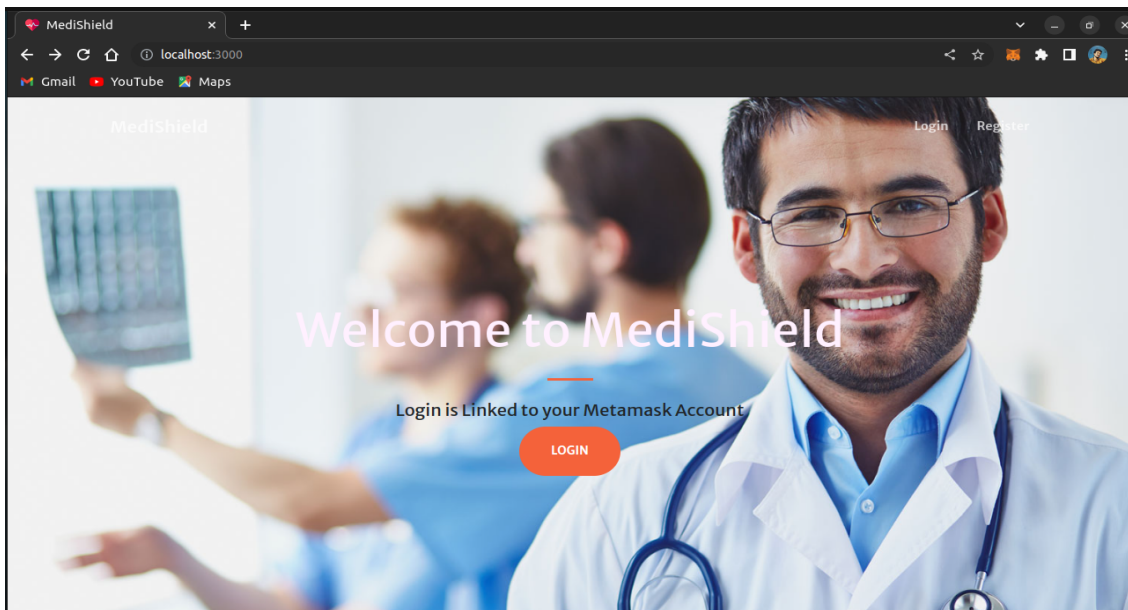 MediShield
localhost:3000
Gmail YouTube Maps
MediShield Login Register
Welcome to MediShield
Login is Linked to your Metamask Account
LOGIN